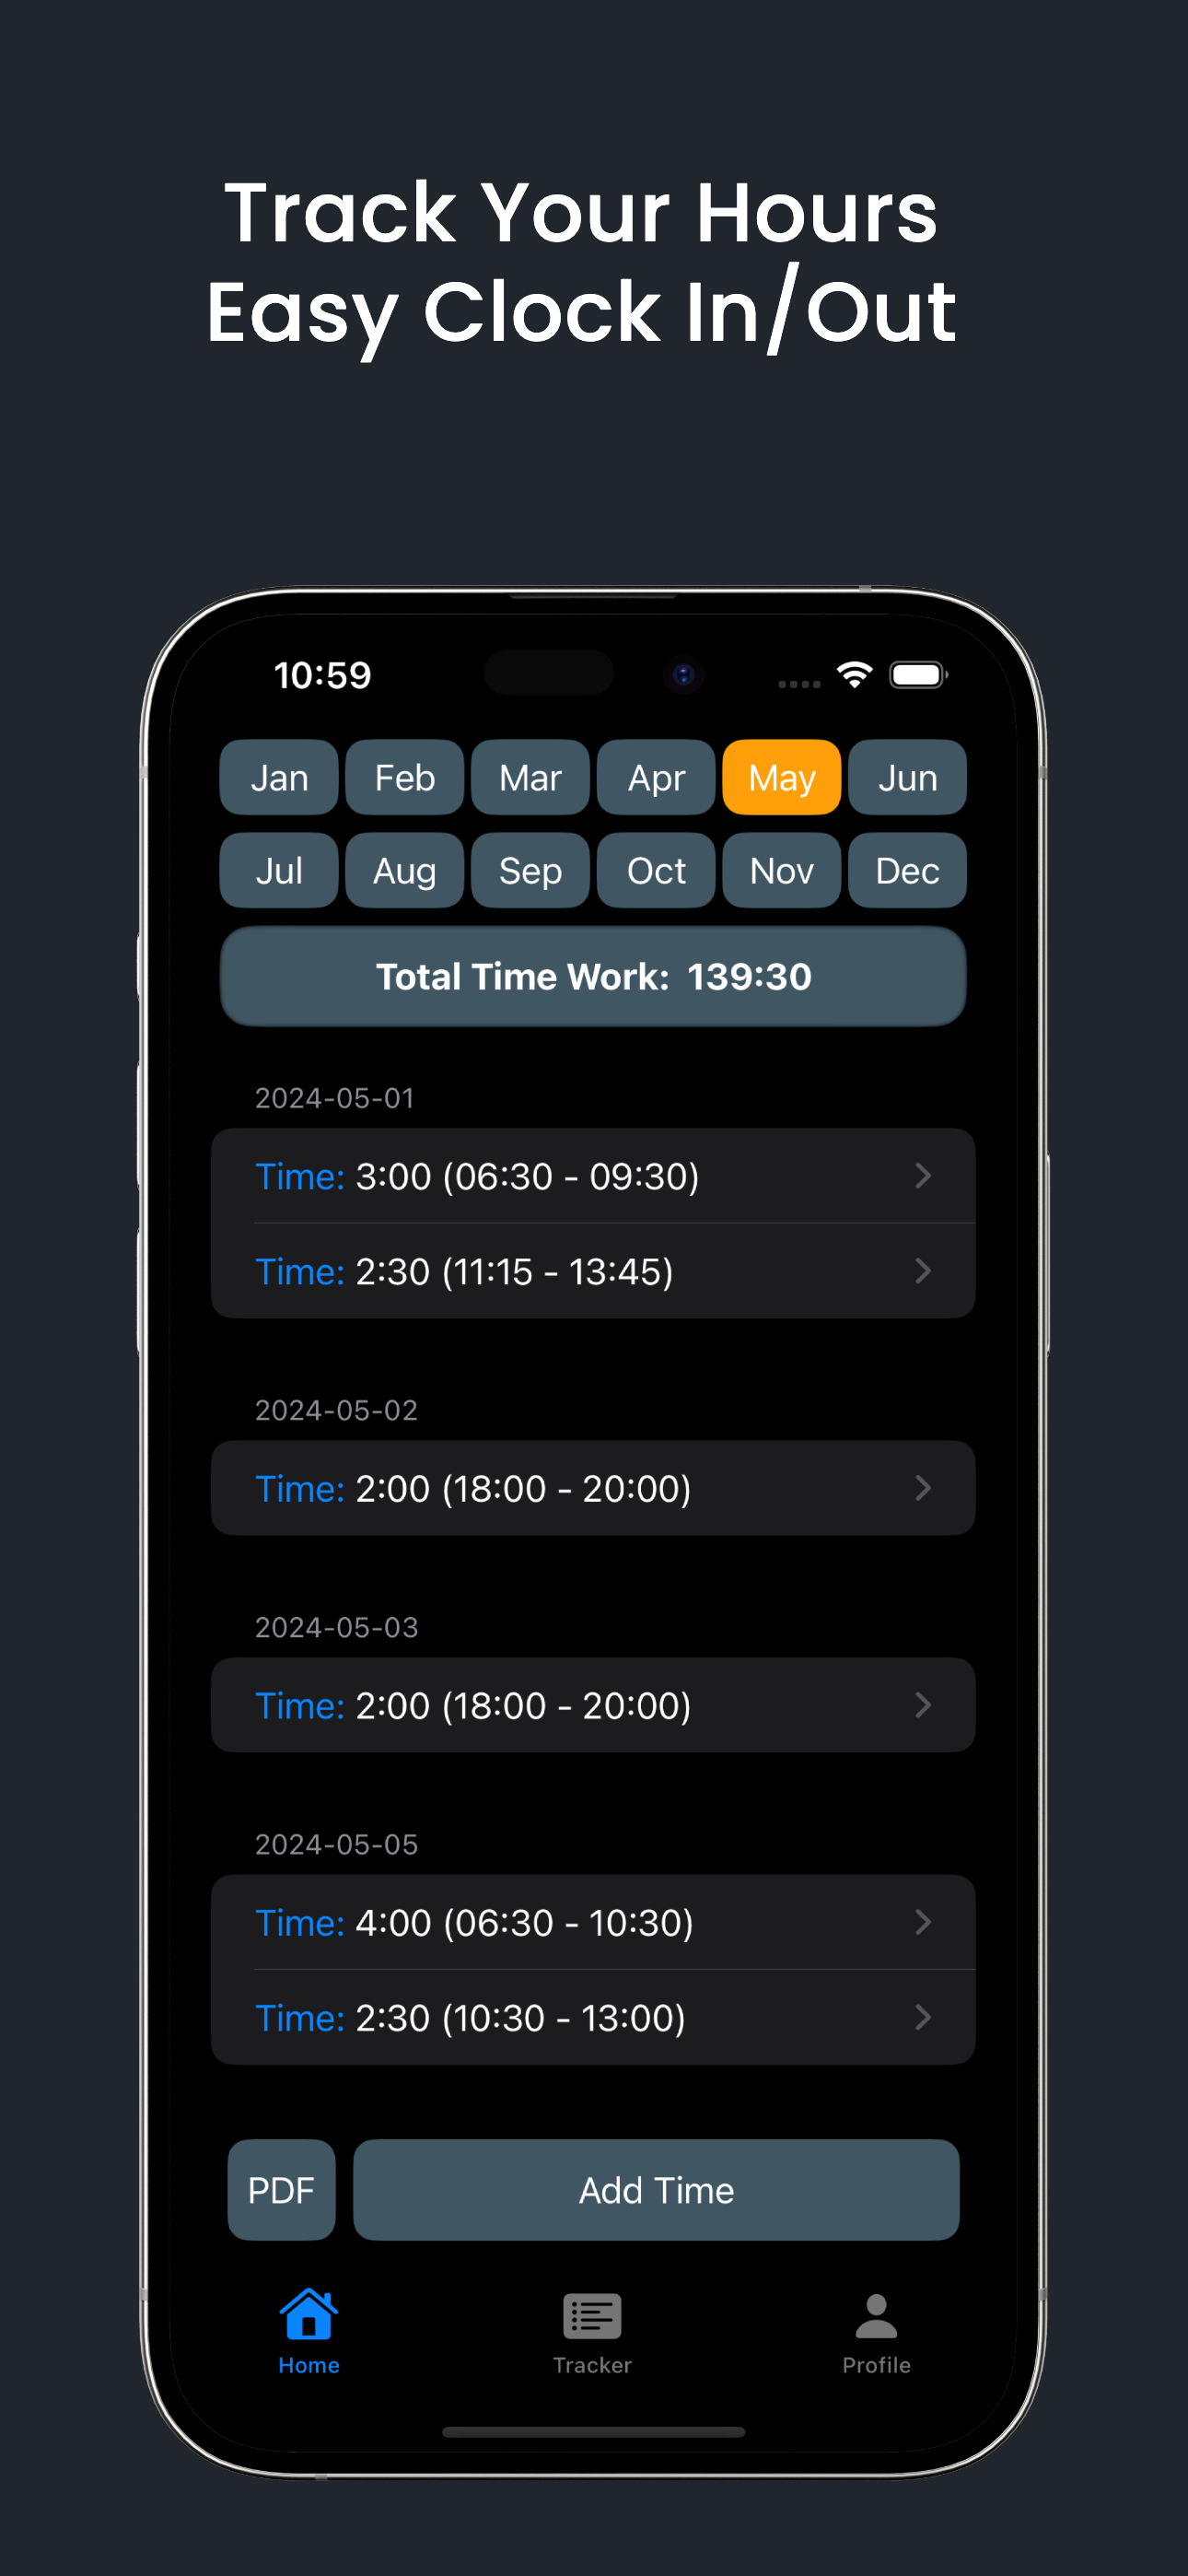 Track Your Hours
Easy Clock In/Out
10:59
Jan Feb Mar Apr May Jun
Jul Aug Sep Oct Nov Dec
Total Time Work: 139:30
2024-05-01
Time: 3:00 (06:30 - 09:30)
Time: 2:30 (11:15 - 13:45)
2024-05-02
Time: 2:00 (18:00 - 20:00)
2024-05-03
Time: 2:00 (18:00 - 20:00)
2024-05-05
Time: 4:00 (06:30 - 10:30)
Time: 2:30 (10:30 - 13:00)
PDF Add Time
Home Tracker Profile